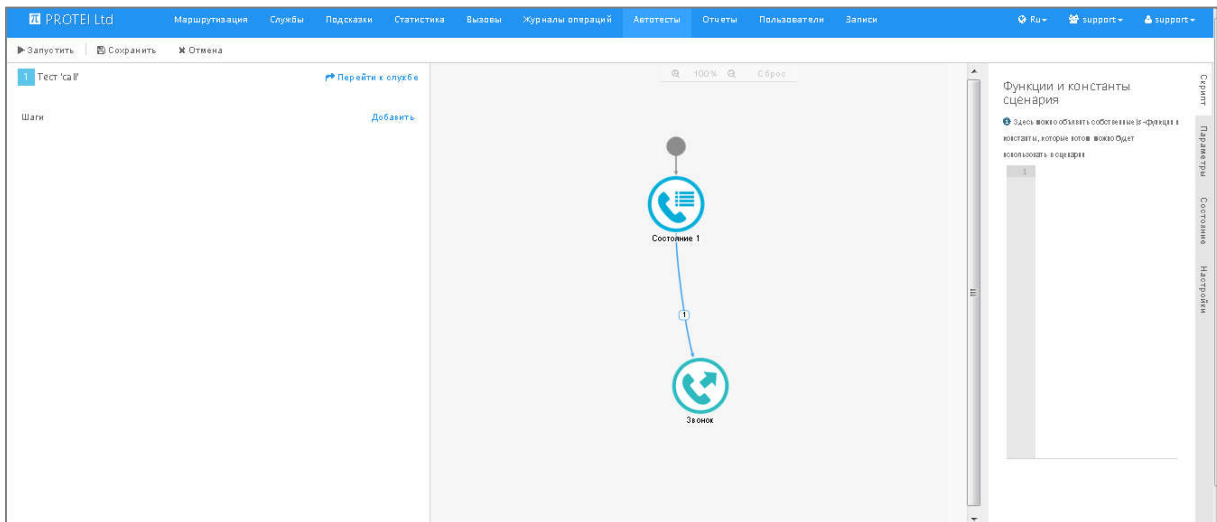 PROTEI Ltd Маршрутизация Службы Подсказки Статистика Вызовы Журналы операций Автотесты Отчеты Пользователи Записи Ru support support
Запустить Сохранить Отмена
1 Тест 'call' Перейти к службе
Шаги Добавить
100% Сброс
Состояние 1
1
Звонок
Функции и константы
сценария
Здесь можно объявить собственные js-функции и
константы, которые потом можно будет
использовать в сценарии
1
Скрипт
Параметры
Состояние
Настройки